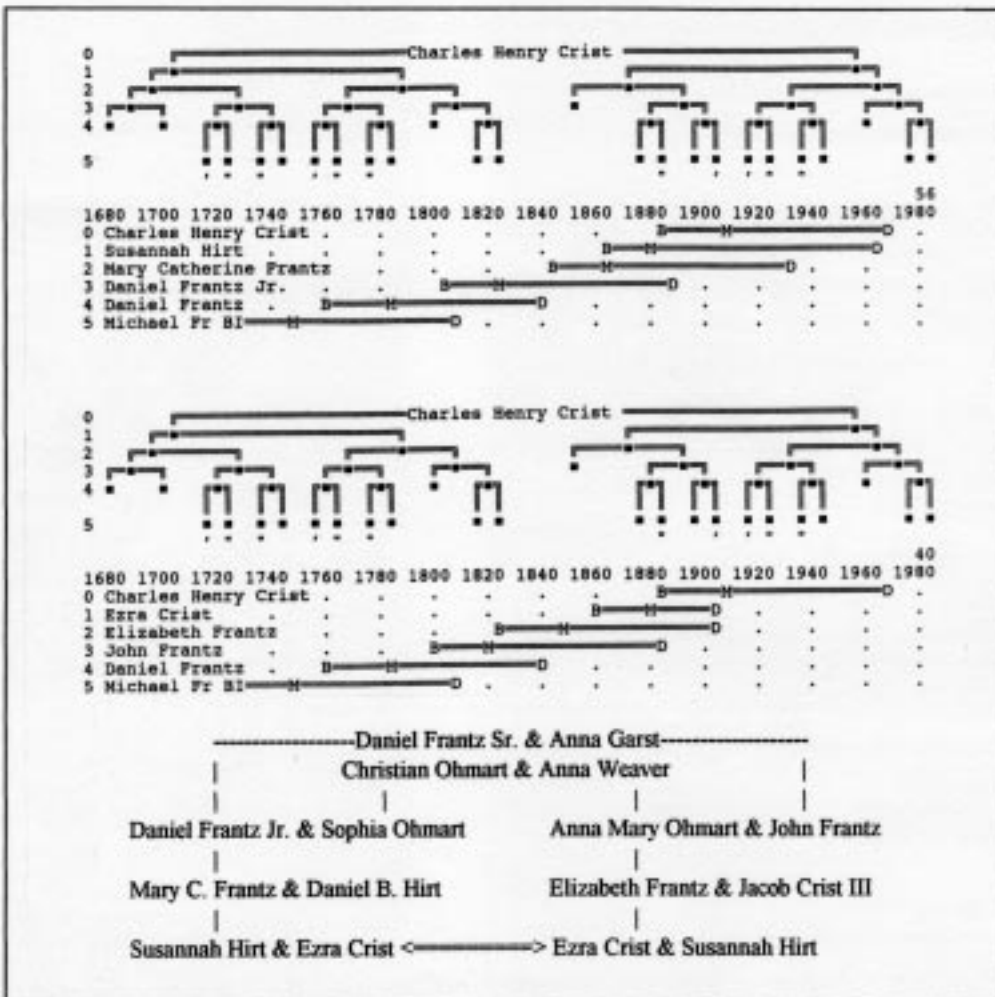 0 Charles Henry Crist
1
2
3
4
5
56
1680 1700 1720 1740 1760 1780 1800 1820 1840 1860 1880 1900 1920 1940 1960 1980
0 Charles Henry Crist . . . . B M D .
1 Susannah Hirt . . . . . . B M D .
2 Mary Catherine Frantz . . . . B M D . . .
3 Daniel Frantz Jr. . . . B M D . . . . .
4 Daniel Frantz . B M D . . . . . . .
5 Michael Fr BI M D . . . . . . . . .
0 Charles Henry Crist
1
2
3
4
5
40
1680 1700 1720 1740 1760 1780 1800 1820 1840 1860 1880 1900 1920 1940 1960 1980
0 Charles Henry Crist . . . . . B M D .
1 Ezra Crist . . . . . . B M D . . . .
2 Elizabeth Frantz . . . . B M D . . . .
3 John Frantz . . . B M D . . . . .
4 Daniel Frantz . B M D . . . . . . .
5 Michael Fr BI M D . . . . . . . . .
Daniel Frantz Sr. & Anna Garst
Christian Ohmart & Anna Weaver
Daniel Frantz Jr. & Sophia Ohmart Anna Mary Ohmart & John Frantz
Mary C. Frantz & Daniel B. Hirt Elizabeth Frantz & Jacob Crist III
Susannah Hirt & Ezra Crist <=========> Ezra Crist & Susannah Hirt